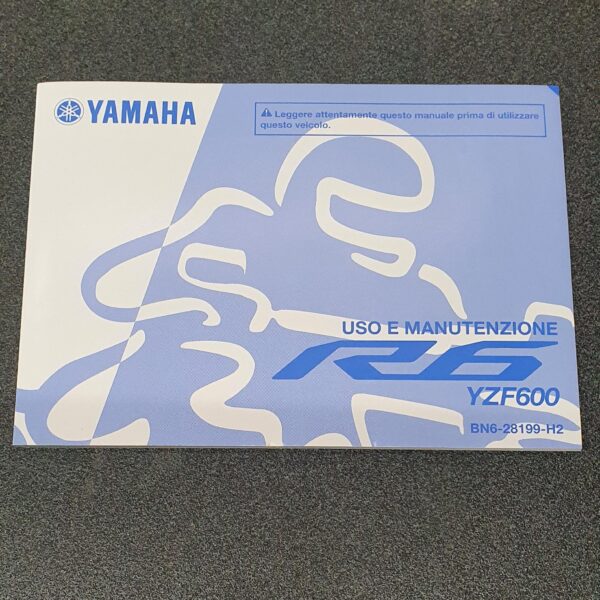 YAMAHA
Leggere attentamente questo manuale prima di utilizzare
questo veicolo.
USO E MANUTENZIONE
R6
YZF600
BN6-28199-H2